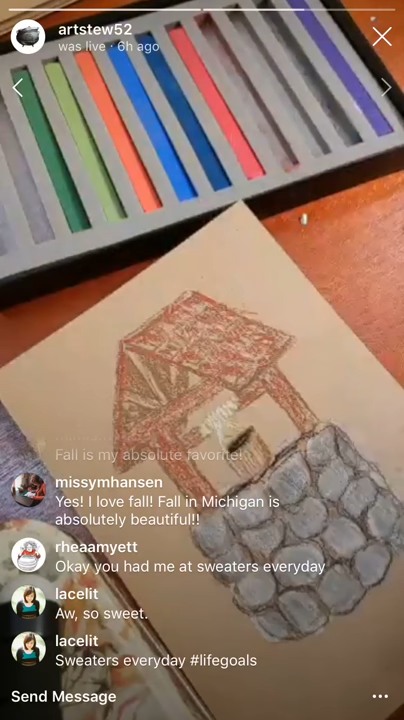 artstew52
was live · 6h ago
Fall is my absolute favorite!
missymhansen
Yes! I love fall! Fall in Michigan is
absolutely beautiful!!
rheaamyett
Okay you had me at sweaters everyday
lacelit
Aw, so sweet.
lacelit
Sweaters everyday #lifegoals
Send Message